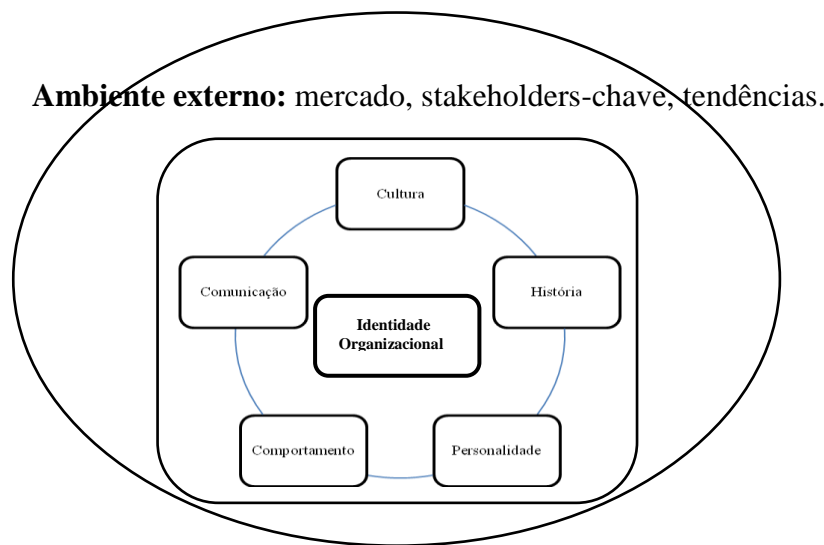 Ambiente externo: mercado, stakeholders-chave, tendências.
Cultura
Comunicação
História
Identidade
Organizacional
Comportamento
Personalidade